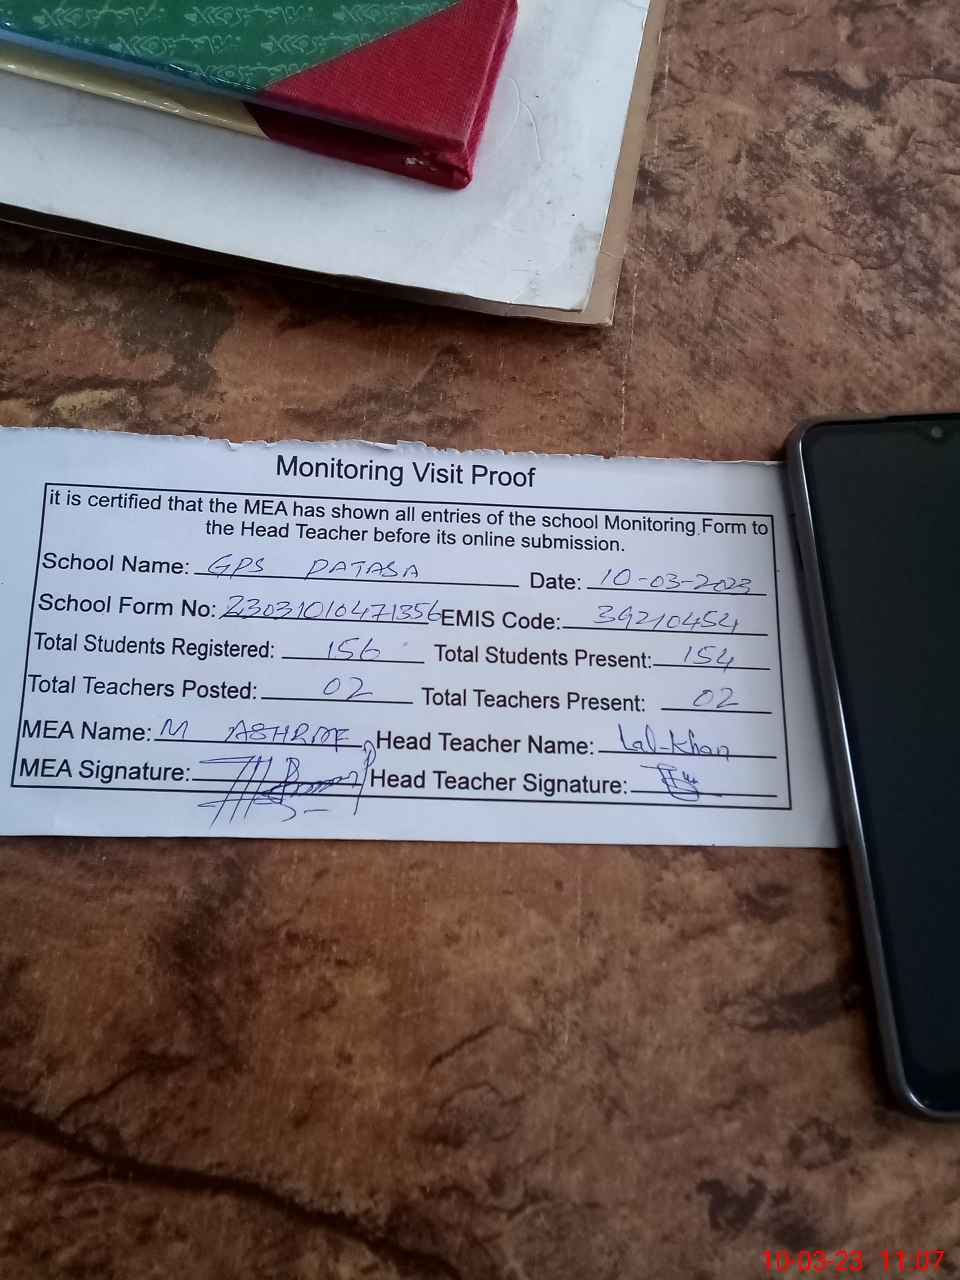 Monitoring Visit Proof
it is certified that the MEA has shown all entries of the school Monitoring Form to
the Head Teacher before its online submission.
School Name: GPS PATASA Date: 10-03-2023
School Form No: 23031010471356 EMIS Code: 39210454
Total Students Registered: 156 Total Students Present: 154
Total Teachers Posted: 02 Total Teachers Present: 02
MEA Name: M ASHRAF Head Teacher Name: Lal-Khan
MEA Signature: Head Teacher Signature:
10-03-23 11:07